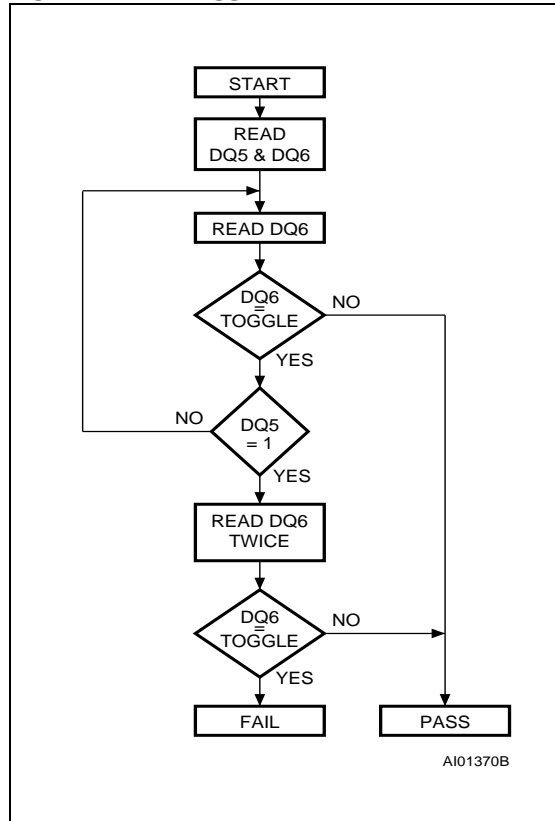 START
READ
DQ5 & DQ6
READ DQ6
DQ6
=
TOGGLE
NO
YES
NO
DQ5
= 1
YES
READ DQ6
TWICE
DQ6
=
TOGGLE
NO
YES
FAIL
PASS
AI01370B